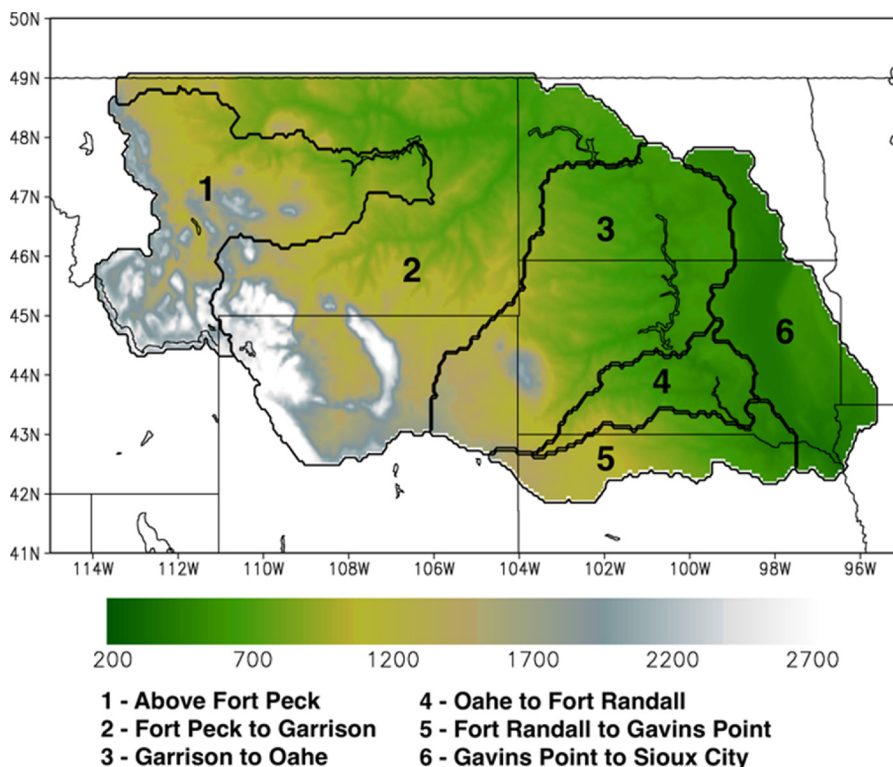 50N
49N
48N
1
47N
3
46N
2
45N
6
44N
4
43N
5
42N
41N
114W 112W 110W 108W 106W 104W 102W 100W 98W 96W
200 700 1200 1700 2200 2700
1 - Above Fort Peck
4 - Oahe to Fort Randall
2 - Fort Peck to Garrison
5 - Fort Randall to Gavins Point
3 - Garrison to Oahe
6 - Gavins Point to Sioux City